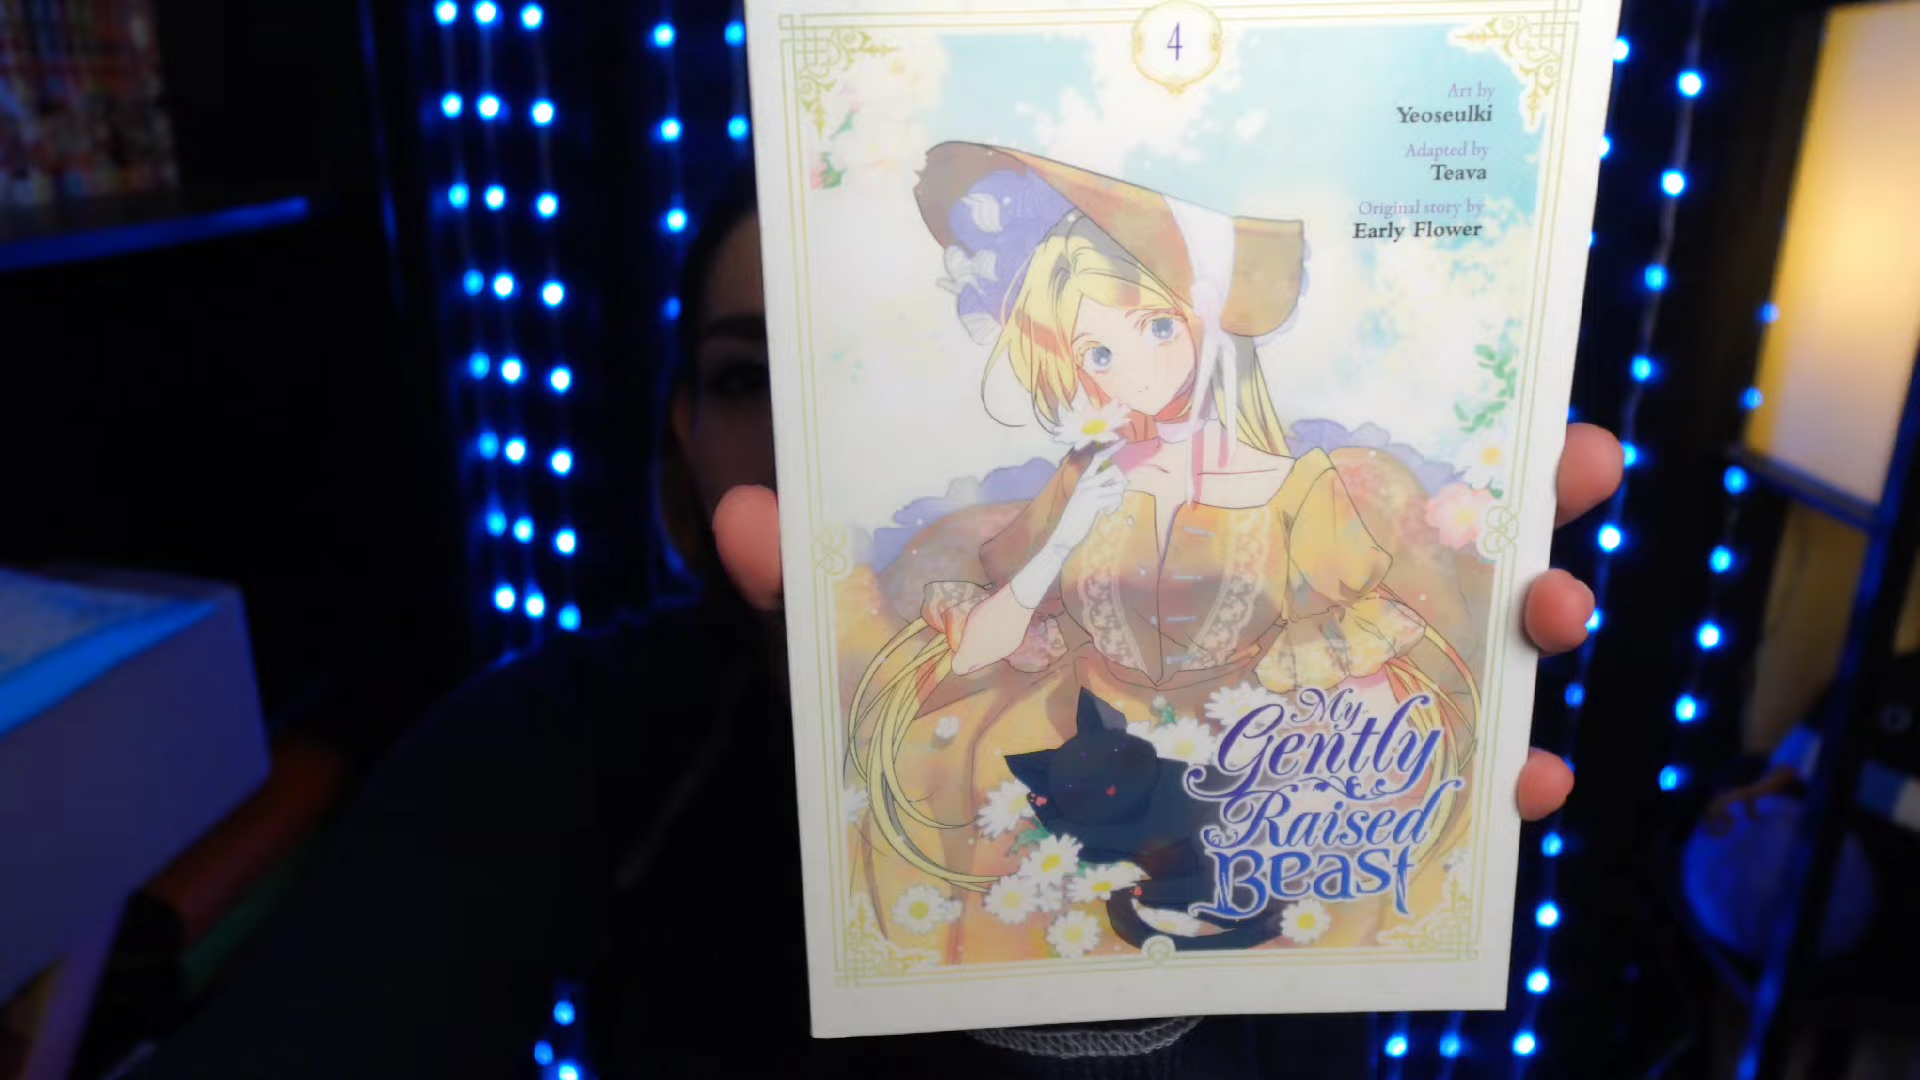 4
Art by
Yeoseulki
Adapted by
Teava
Original story by
Early Flower
My
Gently
Raised
Beast